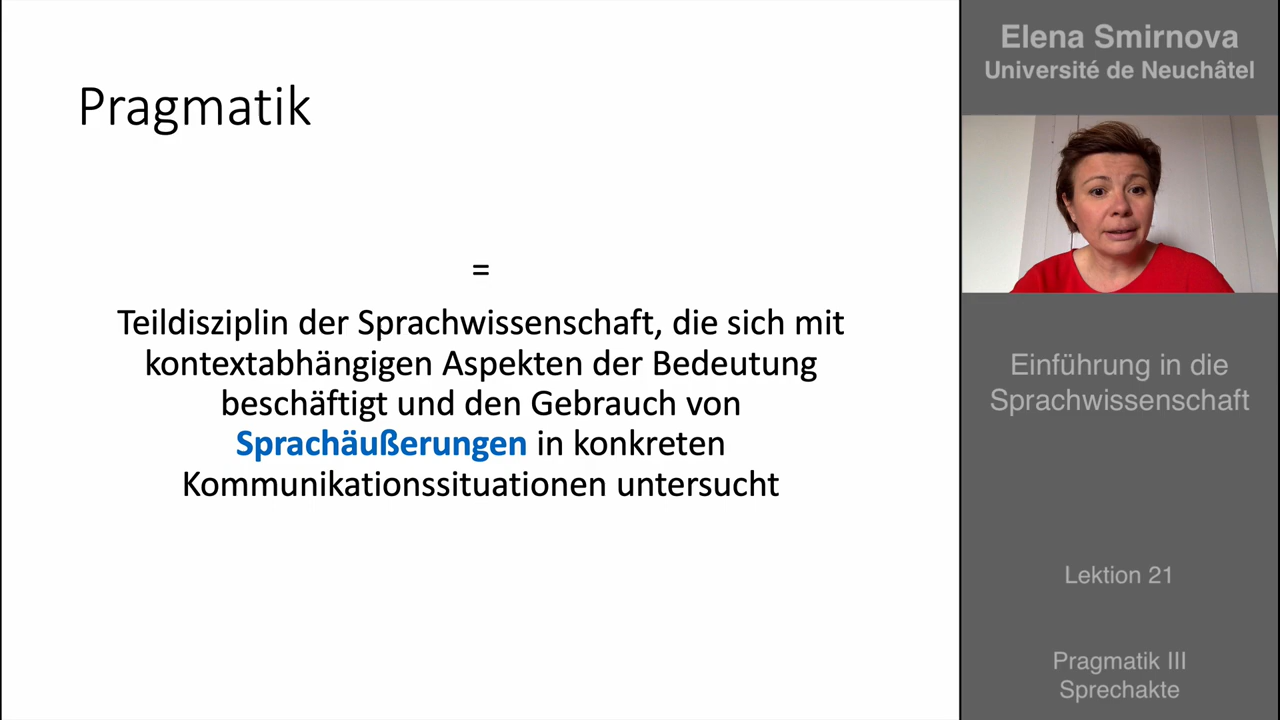 Pragmatik
=
Teildisziplin der Sprachwissenschaft, die sich mit
kontextabhängigen Aspekten der Bedeutung
beschäftigt und den Gebrauch von
Sprachäußerungen in konkreten
Kommunikationssituationen untersucht
Elena Smirnova
Université de Neuchâtel
Einführung in die
Sprachwissenschaft
Lektion 21
Pragmatik III
Sprechakte